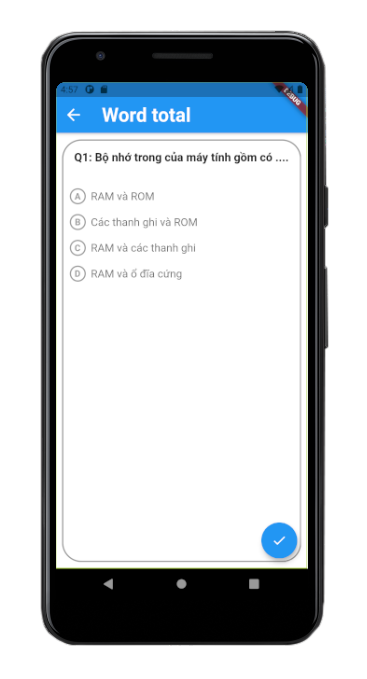 4:57
DEBUG
Word total
Q1: Bộ nhớ trong của máy tính gồm có ....
A RAM và ROM
B Các thanh ghi và ROM
C RAM và các thanh ghi
D RAM và ổ đĩa cứng